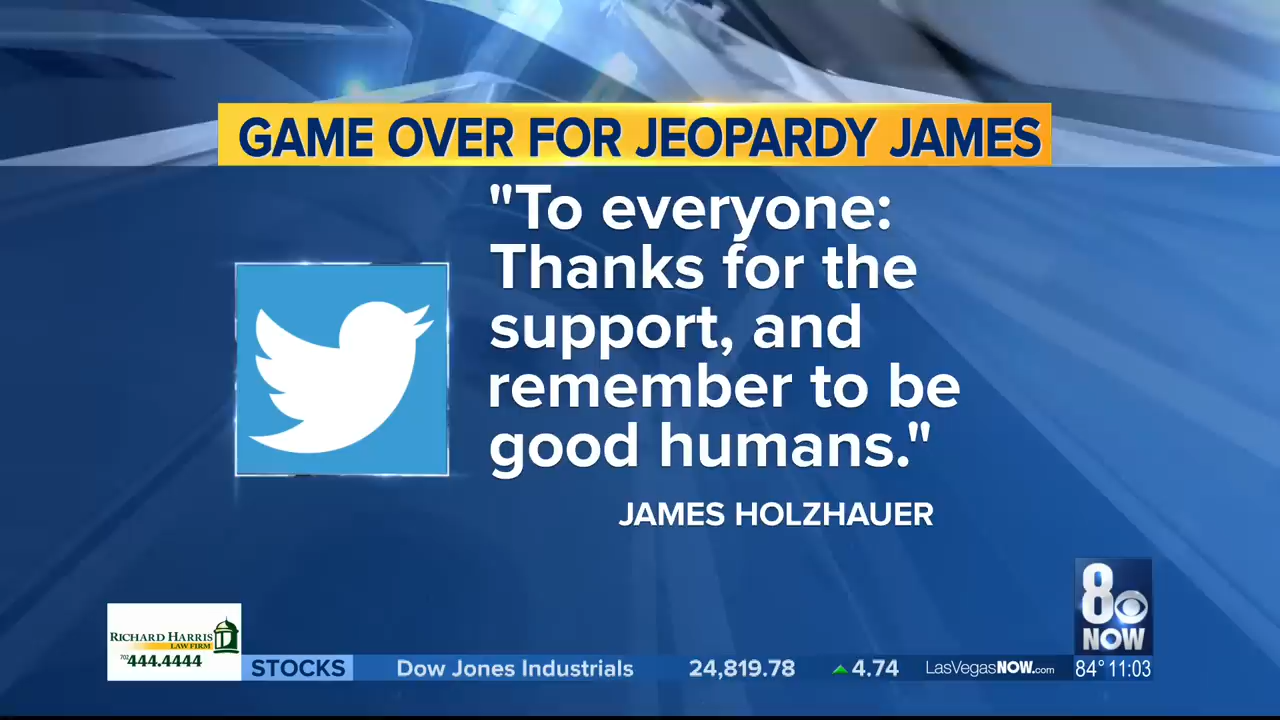 GAME OVER FOR JEOPARDY JAMES
"To everyone:
Thanks for the
support, and
remember to be
good humans."
JAMES HOLZHAUER
8
NOW
RICHARD HARRIS
LAW FIRM
702 444.4444
STOCKS Dow Jones Industrials 24,819.78 4.74 LasVegasNOW.com 84° 11:03